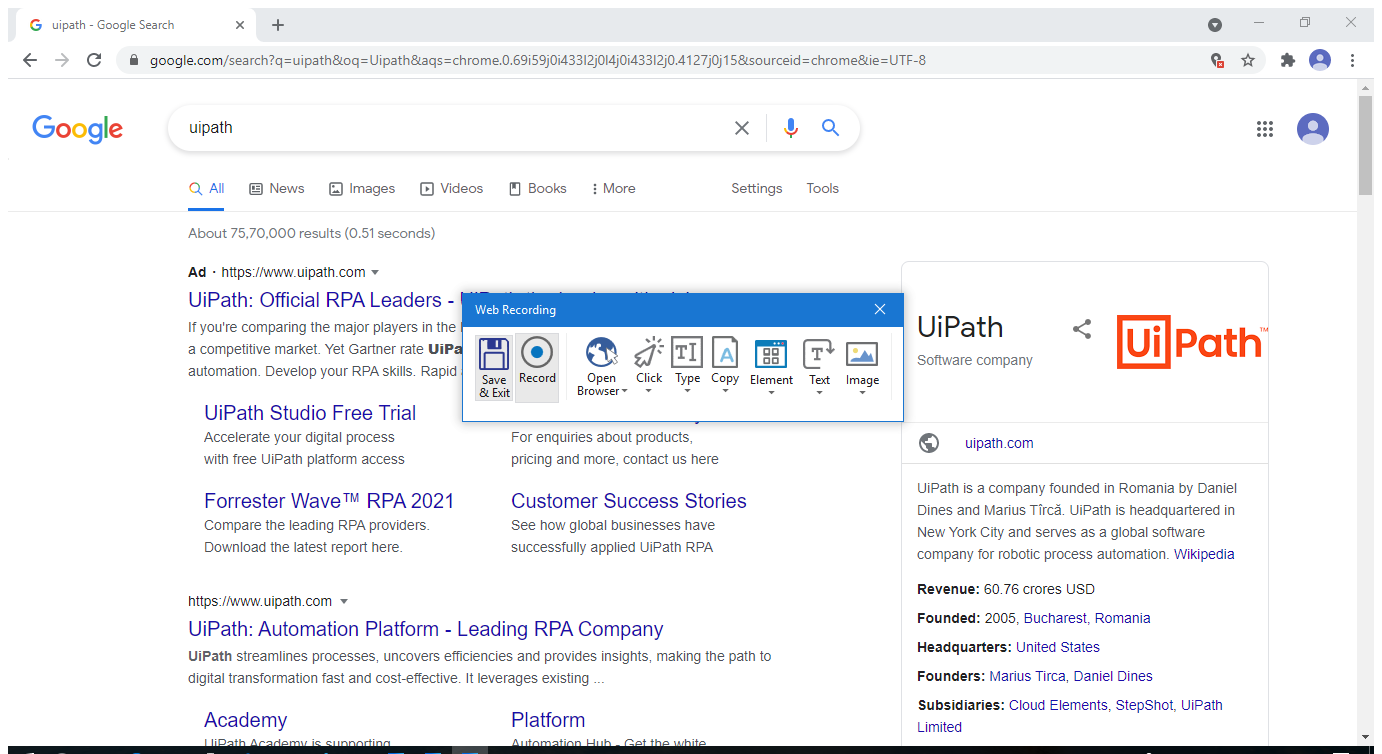 uipath - Google Search
google.com/search?q=uipath&oq=Uipath&aqs=chrome.0.69i59j0i433l2j0l4j0i433l2j0.4127j0j15&sourceid=chrome&ie=UTF-8
Google
uipath
All News Images Videos Books More Settings Tools
About 75,70,000 results (0.51 seconds)
Ad · https://www.uipath.com
UiPath: Official RPA Leaders -
If you're comparing the major players in the
a competitive market. Yet Gartner rate
automation. Develop your RPA skills. Rapid
UiPath Studio Free Trial
Accelerate your digital process
with free UiPath platform access
For enquiries about products,
pricing and more, contact us here
Forrester Wave™ RPA 2021
Compare the leading RPA providers.
Download the latest report here.
Customer Success Stories
See how global businesses have
successfully applied UiPath RPA
https://www.uipath.com
UiPath: Automation Platform - Leading RPA Company
UiPath streamlines processes, uncovers efficiencies and provides insights, making the path to
digital transformation fast and cost-effective. It leverages existing ...
Academy
UiPath Academy is supporting
Platform
Automation Hub - Get the white
Web Recording
Save
& Exit
Record
Open
Browser
Click
Type
Copy
Element
Text
Image
UiPath
Software company
UiPath™
uipath.com
UiPath is a company founded in Romania by Daniel
Dines and Marius Tîrcă. UiPath is headquartered in
New York City and serves as a global software
company for robotic process automation. Wikipedia
Revenue: 60.76 crores USD
Founded: 2005, Bucharest, Romania
Headquarters: United States
Founders: Marius Tirca, Daniel Dines
Subsidiaries: Cloud Elements, StepShot, UiPath
Limited